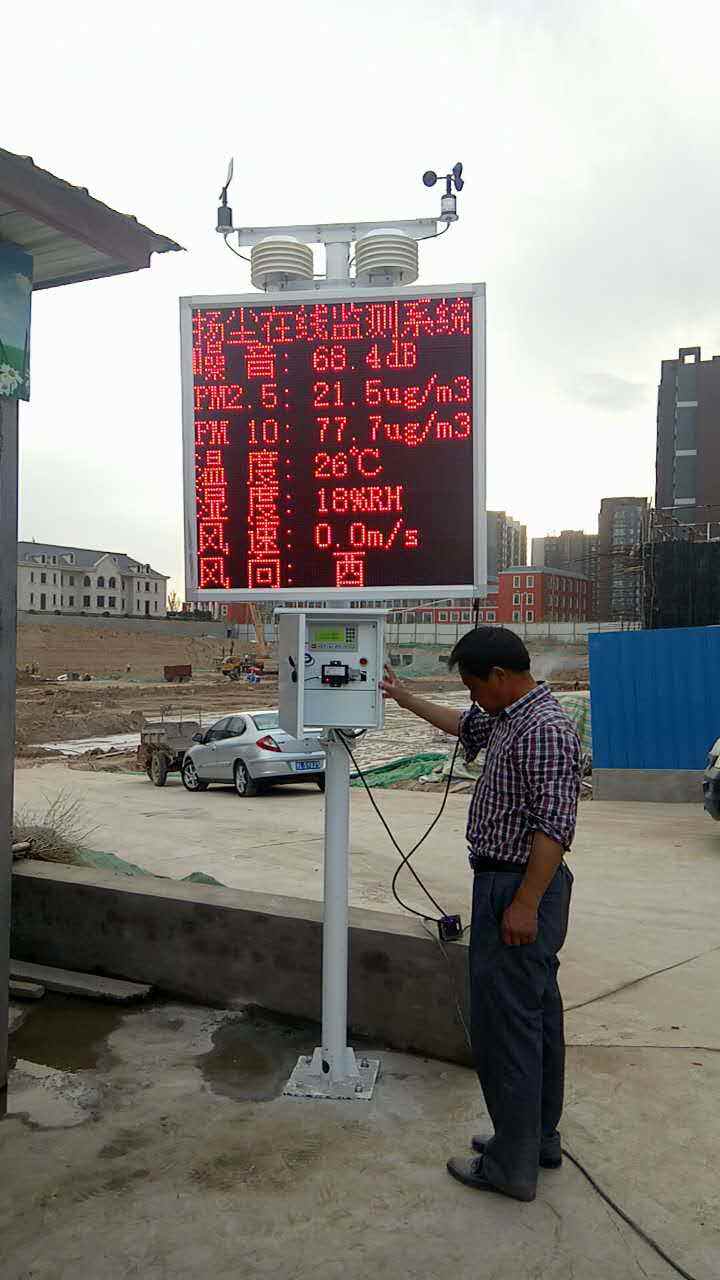 扬尘在线监测系统
噪 音: 68.4dB
PM2.5: 21.5ug/m3
PM 10: 77.7ug/m3
温 度: 26℃
湿 度: 18%RH
风 速: 0.0m/s
风 向: 西